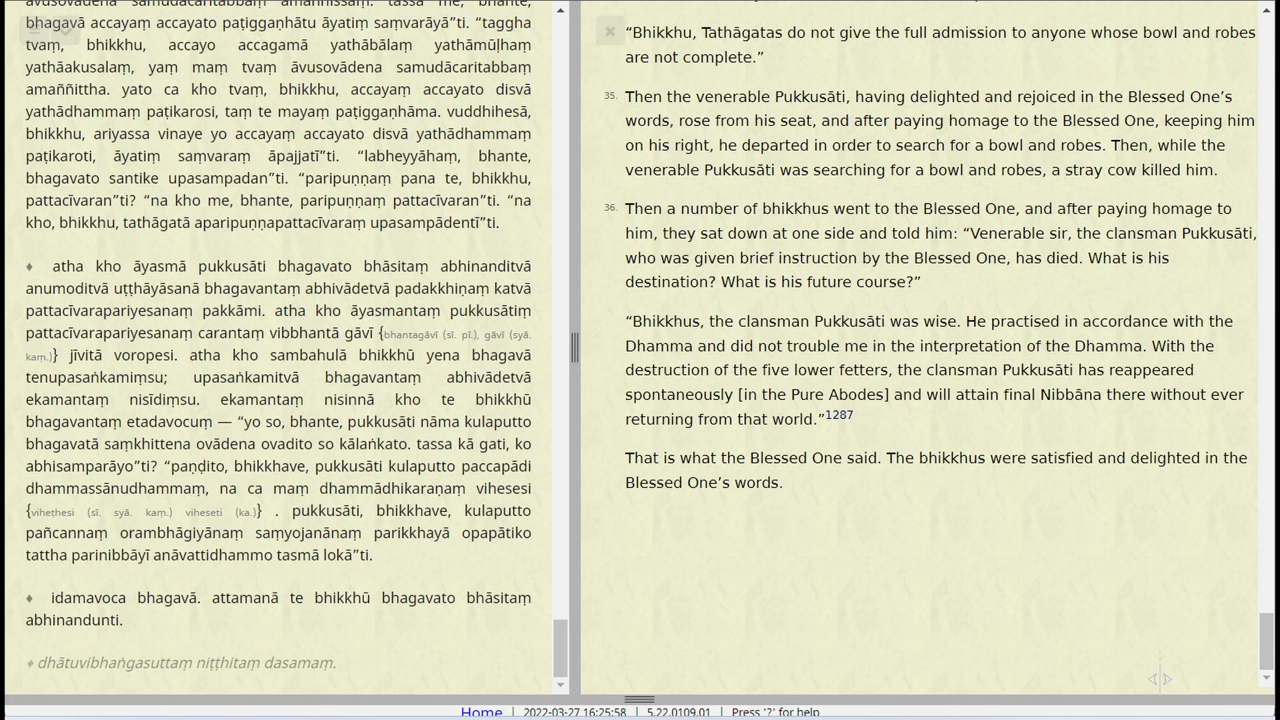 āvusovādena samudācaritabbaṃ amaññissaṃ. tassa me, bhante,
bhagavā accayaṃ accayato paṭiggaṇhātu āyatiṃ saṃvarāyā”ti. “taggha
tvaṃ, bhikkhu, accayo accagamā yathābālaṃ yathāmūḷhaṃ
yathāakusalaṃ, yaṃ maṃ tvaṃ āvusovādena samudācaritabbaṃ
amaññittha. yato ca kho tvaṃ, bhikkhu, accayaṃ accayato disvā
yathādhammaṃ paṭikarosi, taṃ te mayaṃ paṭiggaṇhāma. vuddhihesā,
bhikkhu, ariyassa vinaye yo accayaṃ accayato disvā yathādhammaṃ
paṭikaroti, āyatiṃ saṃvaraṃ āpajjatī”ti. “labheyyāhaṃ, bhante,
bhagavato santike upasampadan”ti. “paripuṇṇaṃ pana te, bhikkhu,
pattacīvaran”ti? “na kho me, bhante, paripuṇṇaṃ pattacīvaran”ti. “na
kho, bhikkhu, tathāgatā aparipuṇṇapattacīvaraṃ upasampādentī”ti.
♦ atha kho āyasmā pukkusāti bhagavato bhāsitaṃ abhinanditvā
anumoditvā uṭṭhāyāsanā bhagavantaṃ abhivādetvā padakkhiṇaṃ katvā
pattacīvarapariyesanaṃ pakkāmi. atha kho āyasmantaṃ pukkusātiṃ
pattacīvarapariyesanaṃ carantaṃ vibbhantā gāvī {bhantagāvī (sī. pī.), gāvī (syā.
kaṃ.)} jīvitā voropesi. atha kho sambahulā bhikkhū yena bhagavā
tenupasaṅkamiṃsu; upasaṅkamitvā bhagavantaṃ abhivādetvā
ekamantaṃ nisīdiṃsu. ekamantaṃ nisinnā kho te bhikkhū
bhagavantaṃ etadavocuṃ — “yo so, bhante, pukkusāti nāma kulaputto
bhagavatā saṃkhittena ovādena ovadito so kālaṅkato. tassa kā gati, ko
abhisamparāyo”ti? “paṇḍito, bhikkhave, pukkusāti kulaputto paccapādi
dhammassānudhammaṃ, na ca maṃ dhammādhikaraṇaṃ vihesesi
{viheṭhesi (sī. syā. kaṃ.) viheseti (ka.)} . pukkusāti, bhikkhave, kulaputto
pañcannaṃ orambhāgiyānaṃ saṃyojanānaṃ parikkhayā opapātiko
tattha parinibbāyī anāvattidhammo tasmā lokā”ti.
♦ idamavoca bhagavā. attamanā te bhikkhū bhagavato bhāsitaṃ
abhinandunti.
♦ dhātuvibhaṅgasuttaṃ niṭṭhitaṃ dasamaṃ.
“Bhikkhu, Tathāgatas do not give the full admission to anyone whose bowl and robes
are not complete.”
35. Then the venerable Pukkusāti, having delighted and rejoiced in the Blessed One’s
words, rose from his seat, and after paying homage to the Blessed One, keeping him
on his right, he departed in order to search for a bowl and robes. Then, while the
venerable Pukkusāti was searching for a bowl and robes, a stray cow killed him.
36. Then a number of bhikkhus went to the Blessed One, and after paying homage to
him, they sat down at one side and told him: “Venerable sir, the clansman Pukkusāti,
who was given brief instruction by the Blessed One, has died. What is his
destination? What is his future course?”
“Bhikkhus, the clansman Pukkusāti was wise. He practised in accordance with the
Dhamma and did not trouble me in the interpretation of the Dhamma. With the
destruction of the five lower fetters, the clansman Pukkusāti has reappeared
spontaneously [in the Pure Abodes] and will attain final Nibbāna there without ever
returning from that world.”1287
That is what the Blessed One said. The bhikkhus were satisfied and delighted in the
Blessed One’s words.
Home | 2022-03-27 16:25:58 | 5.22.0109.01 | Press '?' for help